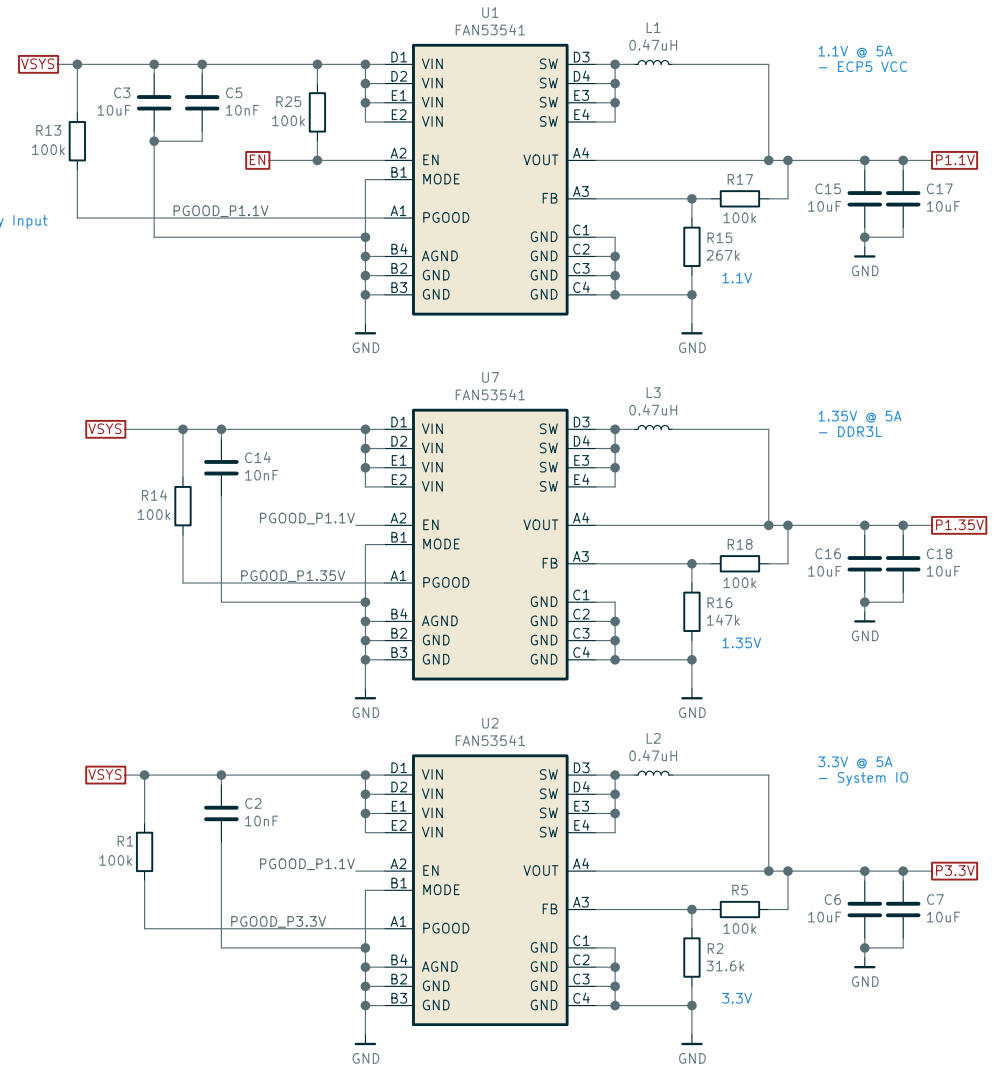 U1
FAN53541
VSYS
C3
10uF
C5
10nF
R25
100k
R13
100k
EN
PGOOD_P1.1V
y Input
D1 VIN
D2 VIN
E1 VIN
E2 VIN
A2 EN
B1 MODE
A1 PGOOD
B4 AGND
B2 GND
B3 GND
SW D3
SW D4
SW E3
SW E4
VOUT A4
FB A3
GND C1
GND C2
GND C3
GND C4
L1
0.47uH
1.1V @ 5A
– ECP5 VCC
P1.1V
R17
100k
R15
267k
1.1V
C15
10uF
C17
10uF
GND
GND
GND
U7
FAN53541
VSYS
C14
10nF
R14
100k
PGOOD_P1.1V
PGOOD_P1.35V
D1 VIN
D2 VIN
E1 VIN
E2 VIN
A2 EN
B1 MODE
A1 PGOOD
B4 AGND
B2 GND
B3 GND
SW D3
SW D4
SW E3
SW E4
VOUT A4
FB A3
GND C1
GND C2
GND C3
GND C4
L3
0.47uH
1.35V @ 5A
– DDR3L
P1.35V
R18
100k
R16
147k
1.35V
C16
10uF
C18
10uF
GND
GND
GND
U2
FAN53541
VSYS
C2
10nF
R1
100k
PGOOD_P1.1V
PGOOD_P3.3V
D1 VIN
D2 VIN
E1 VIN
E2 VIN
A2 EN
B1 MODE
A1 PGOOD
B4 AGND
B2 GND
B3 GND
SW D3
SW D4
SW E3
SW E4
VOUT A4
FB A3
GND C1
GND C2
GND C3
GND C4
L2
0.47uH
3.3V @ 5A
– System IO
P3.3V
R5
100k
R2
31.6k
3.3V
C6
10uF
C7
10uF
GND
GND
GND